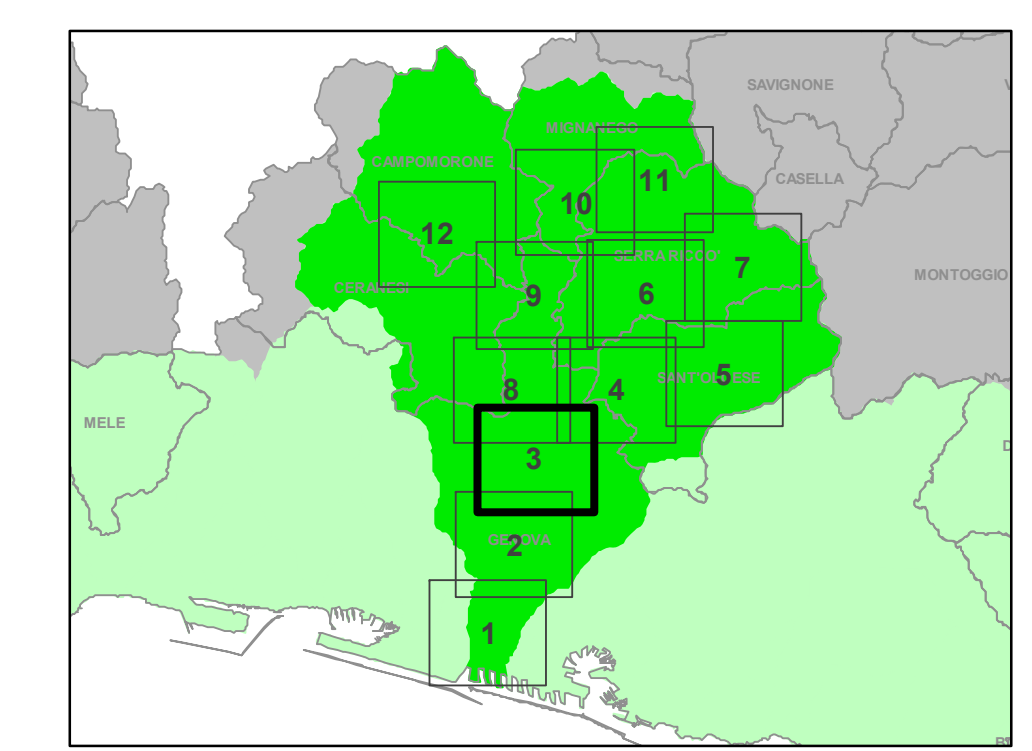 SAVIGNONE
MIGNANEGO
CAMPOMORONE
CASELLA
11
10
12
SERRA RICCO'
7
MONTOGGIO
CERANESI
9
6
8
4
SANT'OLCESE
5
MELE
3
GENOVA
2
1